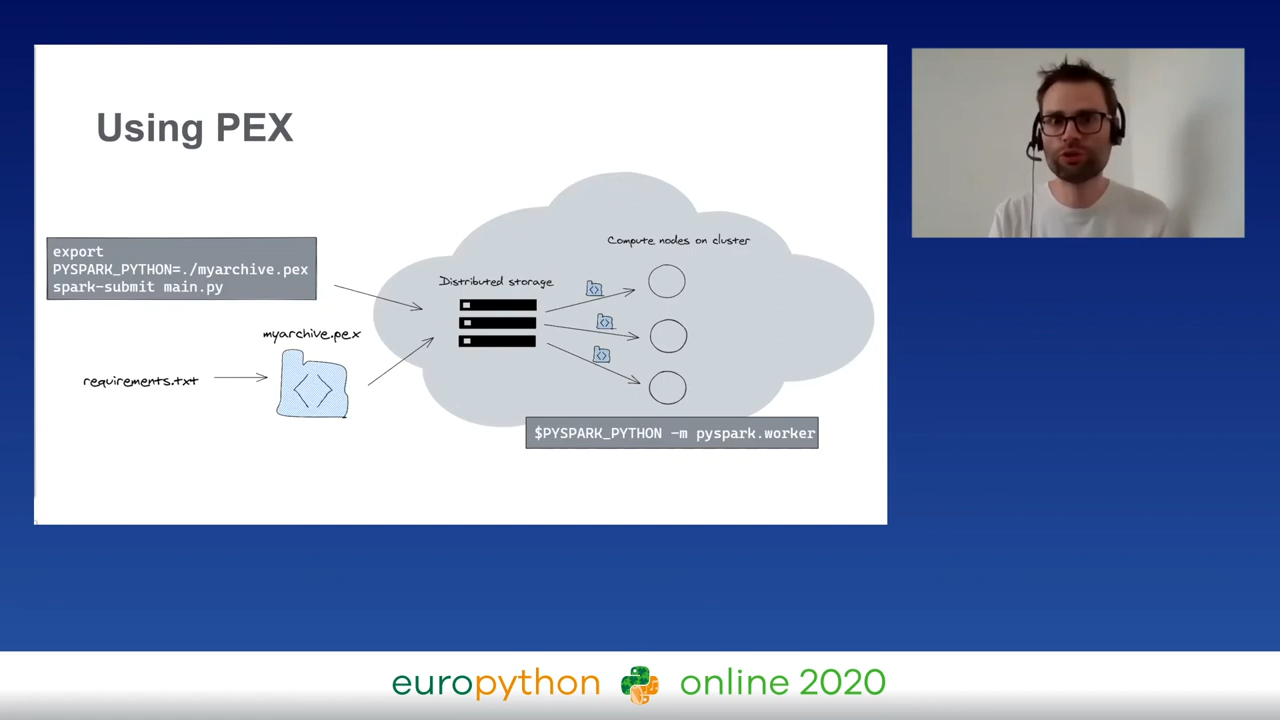 Using PEX
export
PYSPARK_PYTHON=./myarchive.pex
spark-submit main.py
myarchive.pex
requirements.txt
Distributed storage
Compute nodes on cluster
$PYSPARK_PYTHON -m pyspark.worker
europython online 2020